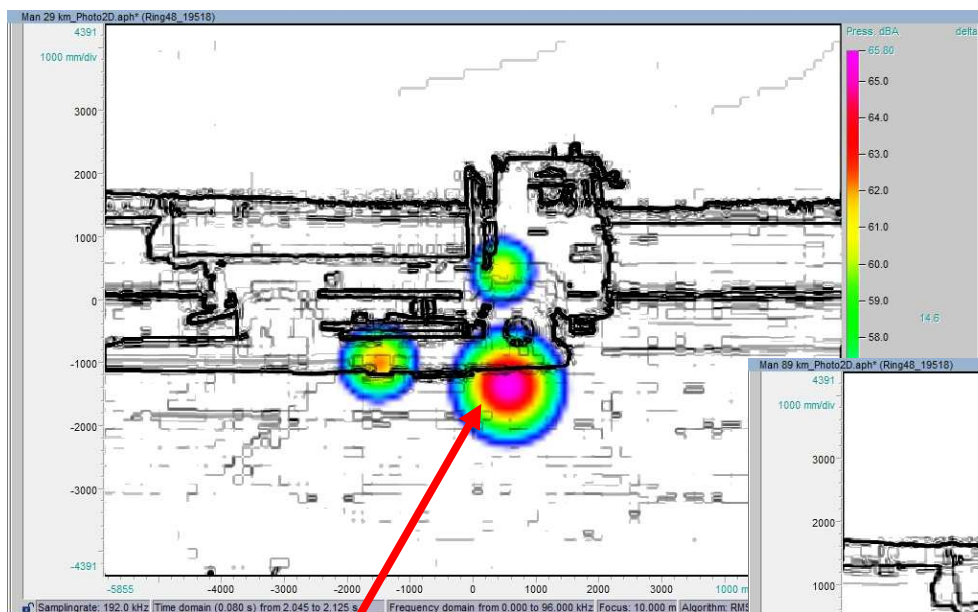 Man 29 km_Photo2D.aph* (Ring48_19518)
4391
1000 mm/div
3000
2000
1000
0
-1000
-2000
-3000
-4391
-5855
-4000
-3000
-2000
-1000
0
1000
2000
3000
1000 m
Press. dBA
delta
65.80
65.0
64.0
63.0
62.0
61.0
60.0
59.0
58.0
14.6
Samplingrate: 192.0 kHz
Time domain (0.080 s) from 2.045 to 2.125 s
Frequency domain from 0.000 to 96.000 kHz
Focus: 10.000 m
Algorithm: RMS
Man 89 km_Photo2D.aph* (Ring48_19518)
4391
1000 mm/div
3000
2000
1000